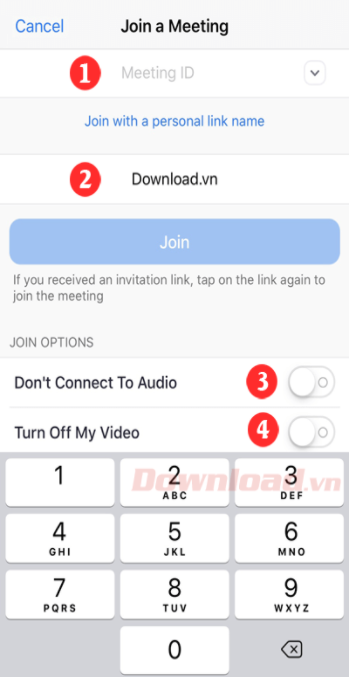 Cancel Join a Meeting
1 Meeting ID
Join with a personal link name
2 Download.vn
Join
If you received an invitation link, tap on the link again to
join the meeting
JOIN OPTIONS
Don't Connect To Audio 3
Turn Off My Video 4
1 2 3
ABC DEF
Download.vn
4 5 6
GHI JKL MNO
7 8 9
PQRS TUV WXYZ
0